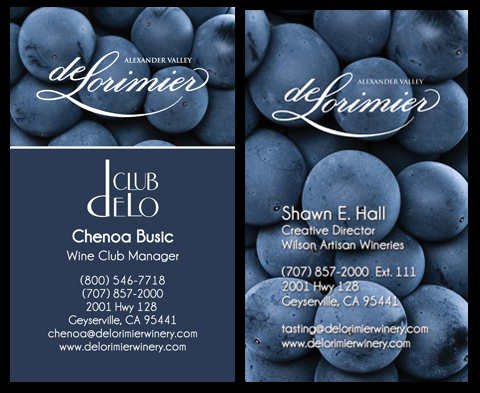 ALEXANDER VALLEY
deLorimier
CLUB
DELO
Chenoa Busic
Wine Club Manager
(800) 546-7718
(707) 857-2000
2001 Hwy 128
Geyserville, CA 95441
chenoa@delorimierwinery.com
www.delorimierwinery.com
ALEXANDER VALLEY
deLorimier
Shawn E. Hall
Creative Director
Wilson Artisan Wineries
(707) 857-2000 Ext. 111
2001 Hwy 128
Geyserville, CA 95441
tasting@delorimierwinery.com
www.delorimierwinery.com